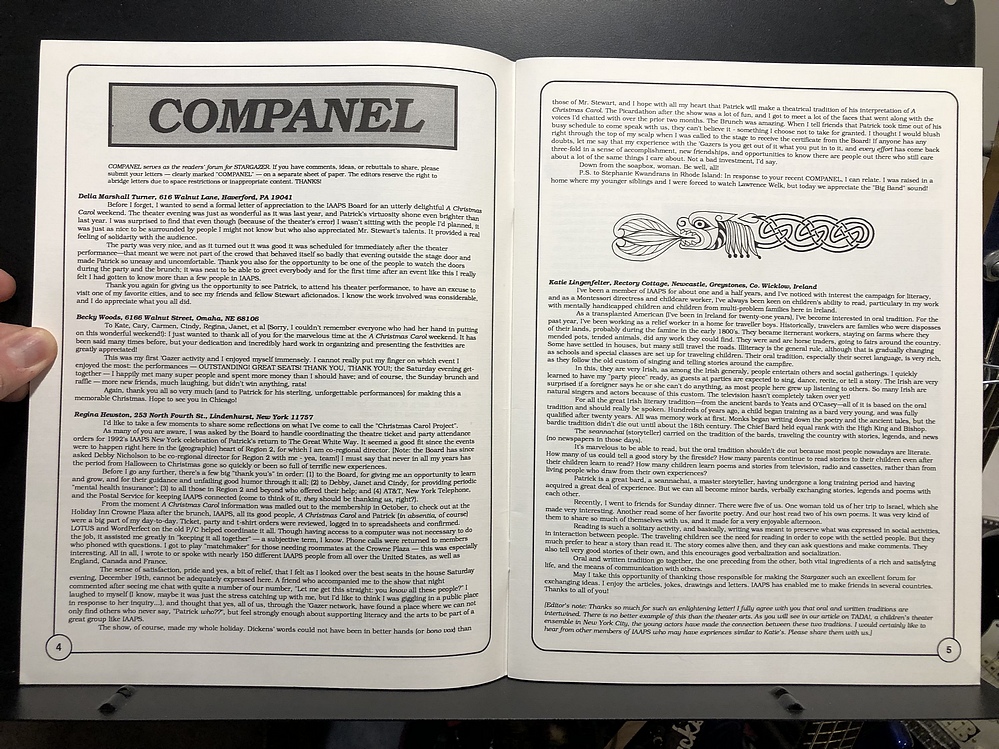 COMPANEL
COMPANEL serves as the readers' forum for STARGAZER. If you have comments, ideas, or rebuttals to share, please
submit your letters — clearly marked "COMPANEL" — on a separate sheet of paper. The editors reserve the right to
abridge letters due to space restrictions or inappropriate content. THANKS!
Delia Marshall Turner, 616 Walnut Lane, Haverford, PA 19041
Before I forget, I want to send a formal letter of appreciation to the IAAPS Board for an utterly delightful A Christmas
Carol weekend. The theater evening was just as wonderful as it was last year, and Patrick's virtuosity shone even brighter than
last year. I was surprised to find that even though (because of the theater's error) I wasn't sitting with the people I'd planned, it
was just as nice to be surrounded by people I might not know but who also appreciated Mr. Stewart's talents. It provided a real
feeling of solidarity with the audience.
The party was very nice, and as it turned out it was good it was scheduled for immediately after the theater
performance—that meant we were not part of the crowd that behaved itself so badly that evening outside the stage door and
made Patrick so uneasy and uncomfortable. Thank you also for the opportunity to be one of the people to watch the doors
during the party and the brunch; it was neat to be able to greet everybody and for the first time after an event like this I really
felt I had gotten to know more than a few people in IAAPS.
Thank you again for giving us the opportunity to see Patrick, to attend his theater performance, to have an excuse to
visit one of my favorite cities, and to see my friends and fellow Stewart aficionados. I know the work involved was considerable,
and I do appreciate what you all did.
Becky Woods, 6166 Walnut Street, Omaha, NE 68106
To Kate, Cary, Carmen, Cindy, Regina, Janet, et al (Sorry, I couldn't remember everyone who had her hand in putting
on this wonderful weekend!): I just wanted to thank all of you for the marvelous time at the A Christmas Carol weekend. It has
been said many times before, but your dedication and incredibly hard work in organizing and presenting the festivities are
greatly appreciated!
This was my first 'Gazer activity and I enjoyed myself immensely. I cannot really put my finger on which event I
enjoyed the most: the performances — OUTSTANDING! GREAT SEATS! THANK YOU, THANK YOU!; the Saturday evening get-
together — I happily met many super people and spent more money than I should have; and of course, the Sunday brunch and
raffle — more new friends, much laughing, but didn't win anything, rats!
Again, thank you all so very much (and to Patrick for his sterling, unforgettable performances) for making this a
memorable Christmas. Hope to see you in Chicago!
Regina Heuston, 253 North Fourth St., Lindenhurst, New York 11757
I'd like to take a few moments to share some reflections on what I've come to call the "Christmas Carol Project".
As many of you are aware, I was asked by the Board to handle coordinating the theatre ticket and party attendance
orders for 1992's IAAPS New York celebration of Patrick's return to The Great White Way. It seemed a good fit since the events
were to happen right here in the (geographic) heart of Region 2, for which I am co-regional director. [Note: the Board has since
asked Debby Nicholson to be co-regional director for Region 2 with me - yea, team!] I must say that never in all my years has
the period from Halloween to Christmas gone so quickly or been so full of terrific new experiences.
Before I go any further, there's a few big "thank you's" in order: (1) to the Board, for giving me an opportunity to learn
and grow, and for their guidance and unfailing good humor through it all; (2) to Debby, Janet and Cindy, for providing periodic
"mental health insurance"; (3) to all those in Region 2 and beyond who offered their help; and (4) AT&T, New York Telephone,
and the Postal Service for keeping IAAPS connected (come to think of it, they should be thanking us, right?).
From the moment A Christmas Carol information was mailed out to the membership in October, to check out at the
Holiday Inn Crowne Plaza after the brunch, IAAPS, all its good people, A Christmas Carol and Patrick (in absentia, of course)
were a big part of my day-to-day. Ticket, party and t-shirt orders were reviewed, logged in to spreadsheets and confirmed.
LOTUS and WordPerfect on the old P/C helped coordinate it all. Though having access to a computer was not necessary to do
the job, it assisted me greatly in "keeping it all together" — a subjective term, I know. Phone calls were returned to members
who phoned with questions. I got to play "matchmaker" for those needing roommates at the Crowne Plaza — this was especially
interesting. All in all, I wrote to or spoke with nearly 150 different IAAPS people from all over the United States, as well as
England, Canada and France.
The sense of satisfaction, pride and yes, a bit of relief, that I felt as I looked over the best seats in the house Saturday
evening, December 19th, cannot be adequately expressed here. A friend who accompanied me to the show that night
commented after seeing me chat with quite a number of our number, "Let me get this straight: you know all these people?" I
laughed to myself (I know, maybe it was just the stress caching up with me, but I'd like to think I was giggling in a public place
in response to her inquiry...), and thought that yes, all of us, through the 'Gazer network, have found a place where we can not
only find others who never say, "Patrick who??", but feel strongly enough about supporting literacy and the arts to be part of a
great group like IAAPS.
The show, of course, made my whole holiday. Dickens' words could not have been in better hands (or bona vox) than
4
those of Mr. Stewart, and I hope with all my heart that Patrick will make a theatrical tradition of his interpretation of A
Christmas Carol. The Picardathon after the show was a lot of fun, and I got to meet a lot of the faces that went along with the
voices I'd chatted with over the prior two months. The Brunch was amazing. When I tell friends that Patrick took time out of his
busy schedule to come speak with us, they can't believe it - something I choose not to take for granted. I thought I would blush
right through the top of my scalp when I was called to the stage to receive the certificate from the Board! If anyone has any
doubts, let me say that my experience with the 'Gazers is you get out of it what you put in to it, and every effort has come back
three-fold in a sense of accomplishment, new friendships, and opportunities to know there are people out there who still care
about a lot of the same things I care about. Not a bad investment, I'd say.
Down from the soapbox, woman. Be well, all!
P.S. to Stephanie Kwandrans in Rhode Island: In response to your recent COMPANEL, I can relate. I was raised in a
home where my younger siblings and I were forced to watch Lawrence Welk, but today we appreciate the "Big Band" sound!
Katie Lingenfelter, Rectory Cottage, Newcastle, Greystones, Co. Wicklow, Ireland
I've been a member of IAAPS for about one and a half years, and I've noticed with interest the campaign for literacy,
and as a Montessori directress and childcare worker, I've always been keen on children's ability to read, particulary in my work
with mentally handicapped children and children from multi-problem families here in Ireland.
As a transplanted American (I've been in Ireland for twenty years), I've become interested in oral tradition. For the
past year, I've been working as a relief worker in a home for traveller boys. Historically, travelers are families who were disposses
of their lands, probably during the famine in the early 1800's. They became itinerant workers, staying on farms where they
mended pots, tended animals, did any work they could find. They were and are horse traders, going to fairs around the country.
Some have settled in houses, but many still travel the roads. Illiteracy is the general rule, although that is gradually changing
as schools and special classes are set up for traveling children. Their oral tradition, especially their secret language, is very rich,
as they follow the old custom of singing and telling stories around the campfire.
In this, they are very Irish, as among the Irish generally, people entertain others and social gatherings. I quickly
learned to have my "party piece" ready, as guests at parties are expected to sing, dance, recite, or tell a story. The Irish are very
surprised if a foreigner says he or she can't do anything, as most people here grew up listening to others. So many Irish are
natural singers and actors because of this custom. The television hasn't completely taken over yet!
For all the great Irish literary tradition—from the ancient bards to Yeats and O'Casey—all of it is based on the oral
tradition and should really be spoken. Hundreds of years ago, a child began training as a bard very young, and was fully
qualified after twenty years. All was memory work at first. Monks began writing down the poetry and the ancient tales, but the
bardic tradition didn't die out until about the 18th century. The Chief Bard held equal rank with the High King and Bishop.
The seannachai (storyteller) carried on the tradition of the bards, traveling the country with stories, legends, and news
(no newspapers in those days).
It's marvelous to be able to read, but the oral tradition shouldn't die out because most people nowadays are literate.
How many of us could tell a good story by the fireside? How many parents continue to read stories to their children even after
their children learn to read? How many children learn poems and stories from television, radio and cassettes, rather than from
living people who draw from their own experiences?
Patrick is a great bard, a seannachai, a master storyteller, having undergone a long training period and having
acquired a great deal of experience. But we can all become minor bards, verbally exchanging stories, legends and poems with
each other.
Recently, I went to friends for Sunday dinner. There were five of us. One woman told us of her trip to Israel, which she
made very interesting. Another read some of her favorite poetry. And our host read two of his own poems. It was very kind of
them to share so much of themselves with us, and it made for a very enjoyable afternoon.
Reading is a solitary activity, and basically, writing was meant to preserve what was expressed in social activities,
in interaction between people. The traveling children see the need for reading in order to cope with the settled people. But they
much prefer to hear a story than read it. The story comes alive then, and they can ask questions and make comments. They
also tell very good stories of their own, and this encourages good verbalization and socialization.
Oral and written tradition go together, the one preceding the other, both vital ingredients of a rich and satisfying
life, and the means of communication with others.
May I take this opportunity of thanking those responsible for making the Stargazer such an excellent forum for
exchanging ideas. I enjoy the articles, jokes, drawings and letters. IAAPS has enabled me to make friends in several countries.
Thanks to all of you!
[Editor's note: Thanks so much for such an enlightening letter! I fully agree with you that oral and written traditions are
intertwined. There is no better example of this than the theater arts. As you will see in our article on TADA!, a children's theater
ensemble in New York City, the young actors have made the connection between these two traditions. I would certainly like to
hear from other members of IAAPS who may have experiences similar to Katie's. Please share them with us.]
5